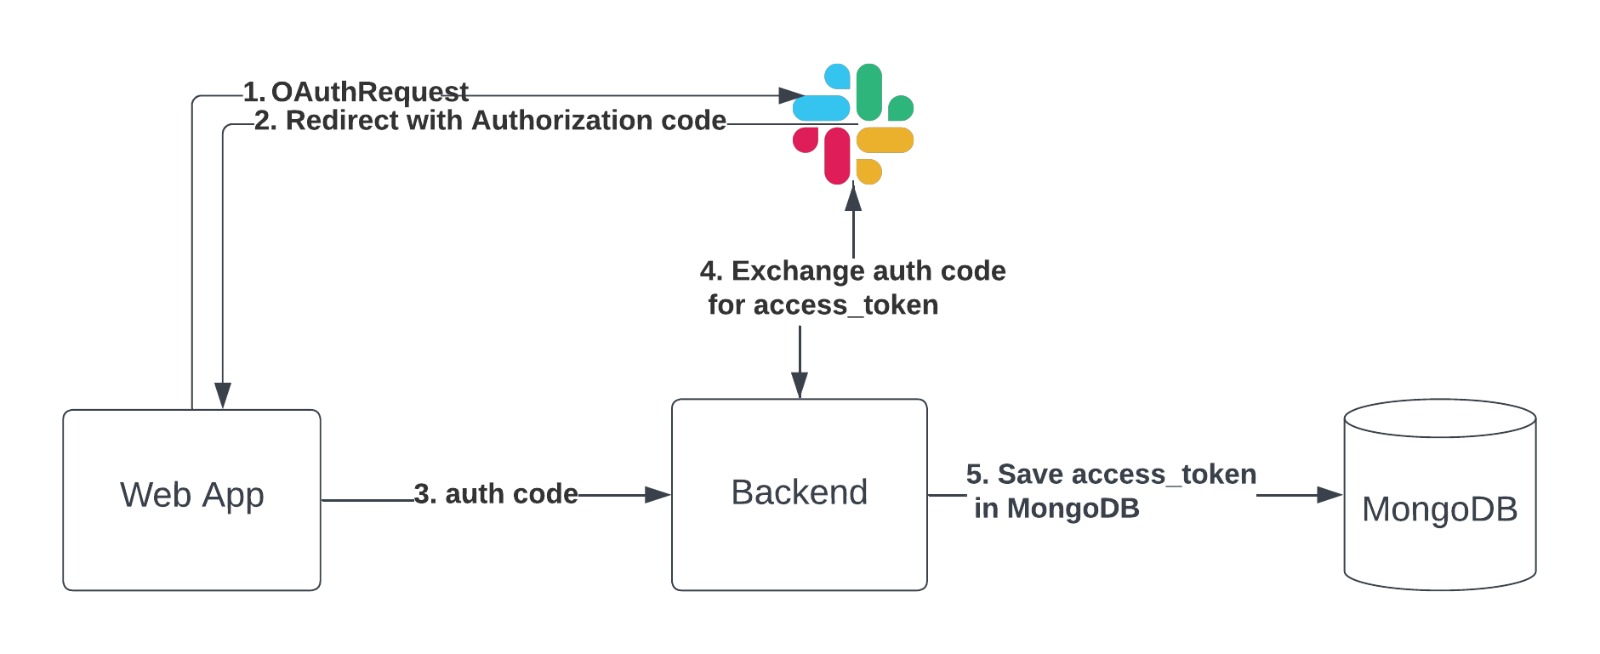 1. OAuthRequest
2. Redirect with Authorization code
4. Exchange auth code
for access_token
Web App
3. auth code
Backend
5. Save access_token
in MongoDB
MongoDB